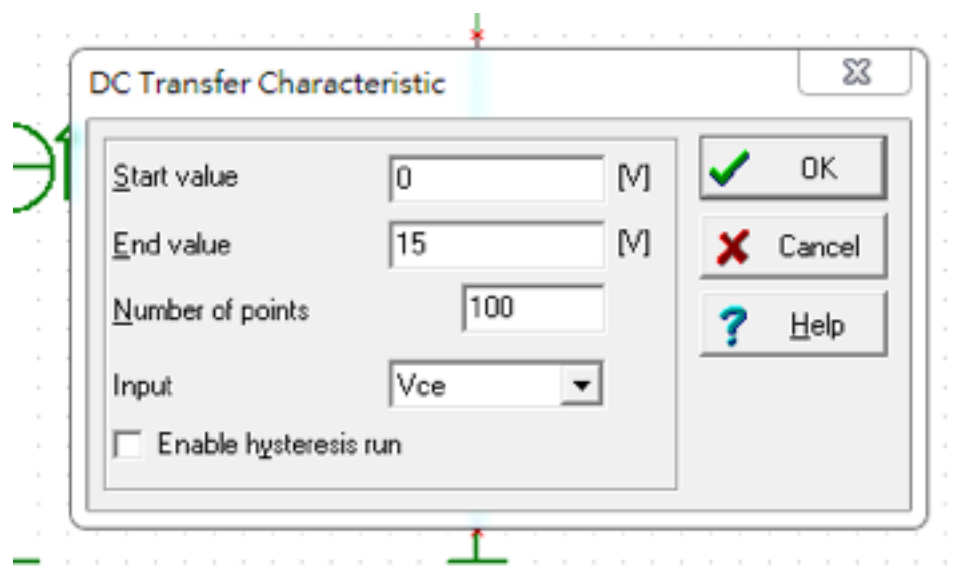 DC Transfer Characteristic
Start value 0 [V]
End value 15 [V]
Number of points 100
Input Vce
Enable hysteresis run
OK
Cancel
Help